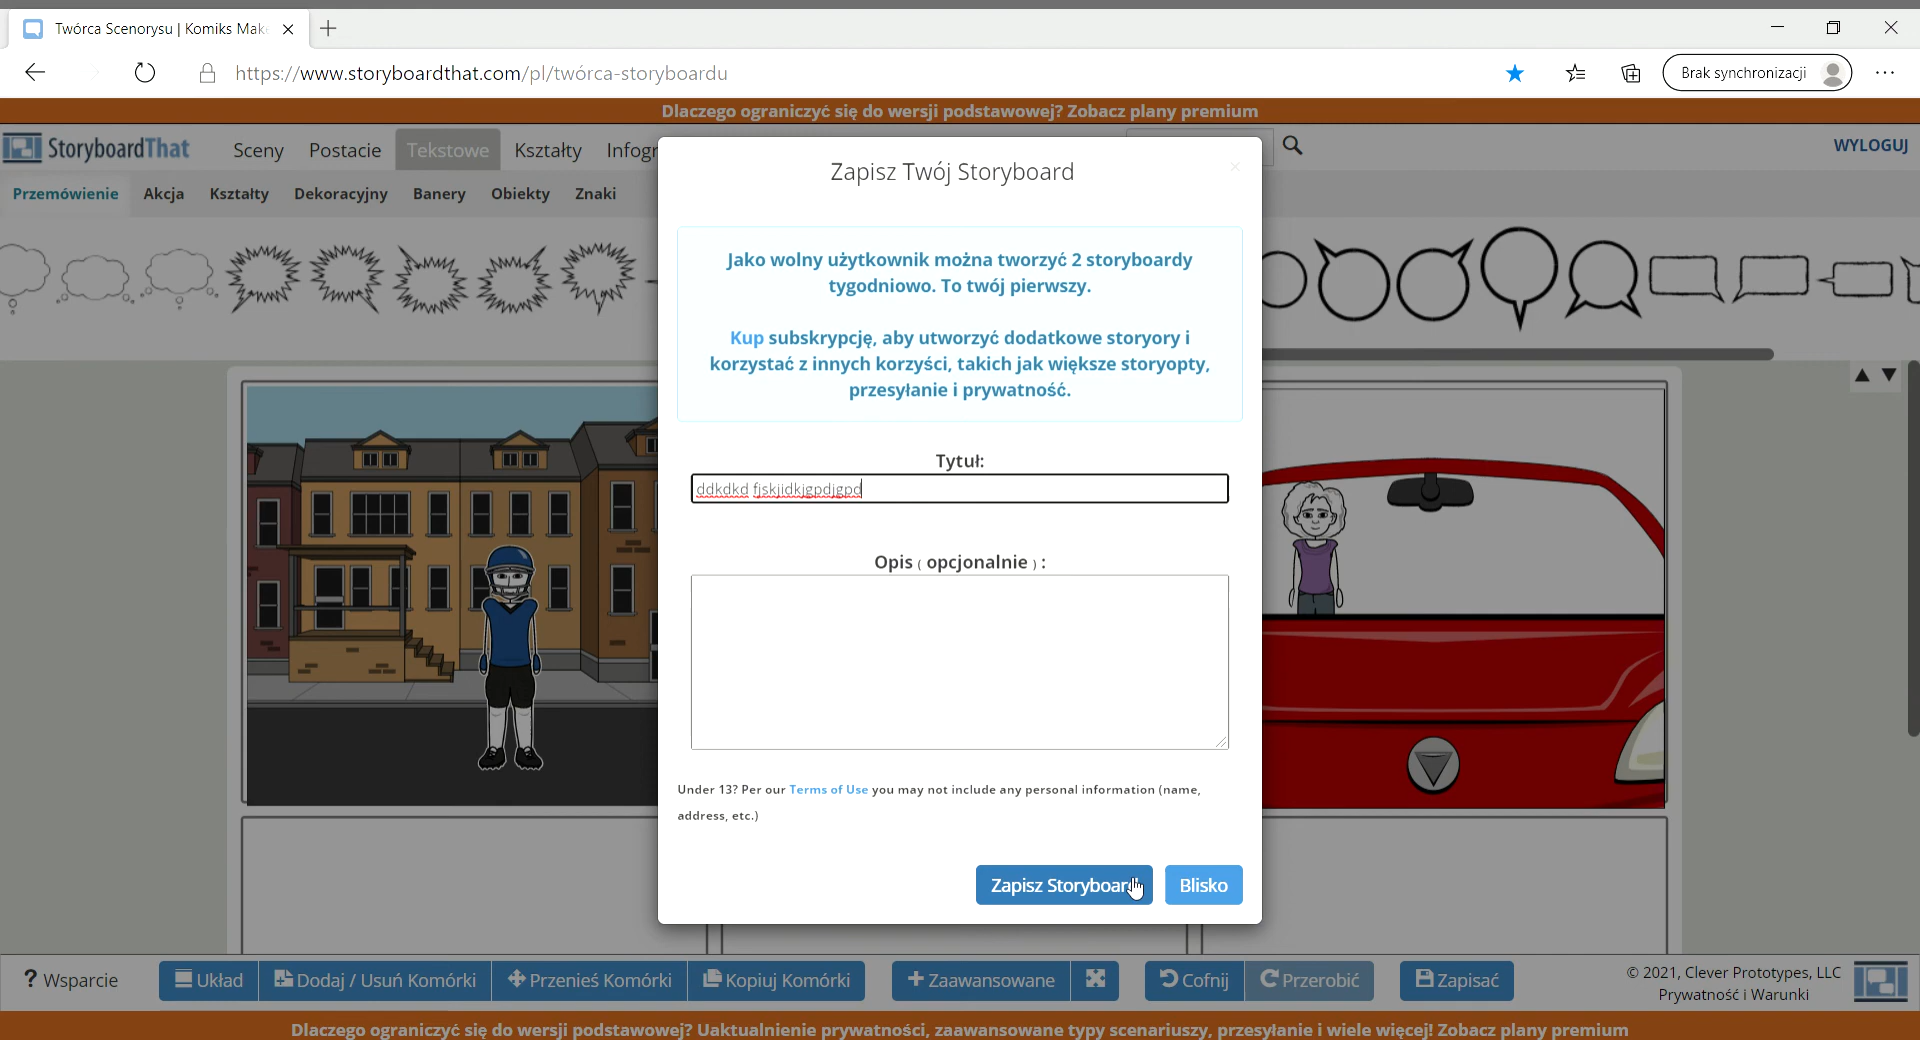 Twórca Scenorysu | Komiks Mak
https://www.storyboardthat.com/pl/twórca-storyboardu
Brak synchronizacji
Dlaczego ograniczyć się do wersji podstawowej? Zobacz plany premium
StoryboardThat
Sceny Postacie Tekstowe Kształty Infogr
WYLOGUJ
Przemówienie Akcja Kształty Dekoracyjny Banery Obiekty Znaki
Zapisz Twój Storyboard
Jako wolny użytkownik można tworzyć 2 storyboardy
tygodniowo. To twój pierwszy.
Kup subskrypcję, aby utworzyć dodatkowe storyory i
korzystać z innych korzyści, takich jak większe storyopty,
przesyłanie i prywatność.
Tytuł:
ddkdkd fjskjidkjgpdjgpd
Opis ( opcjonalnie ) :
Under 13? Per our Terms of Use you may not include any personal information (name,
address, etc.)
Zapisz Storyboard Blisko
? Wsparcie Układ Dodaj / Usuń Komórki Przenieś Komórki Kopiuj Komórki Zaawansowane Cofnij Przerobić Zapisać
© 2021, Clever Prototypes, LLC
Prywatność i Warunki
Dlaczego ograniczyć się do wersji podstawowej? Uaktualnienie prywatności, zaawansowane typy scenariuszy, przesyłanie i wiele więcej! Zobacz plany premium